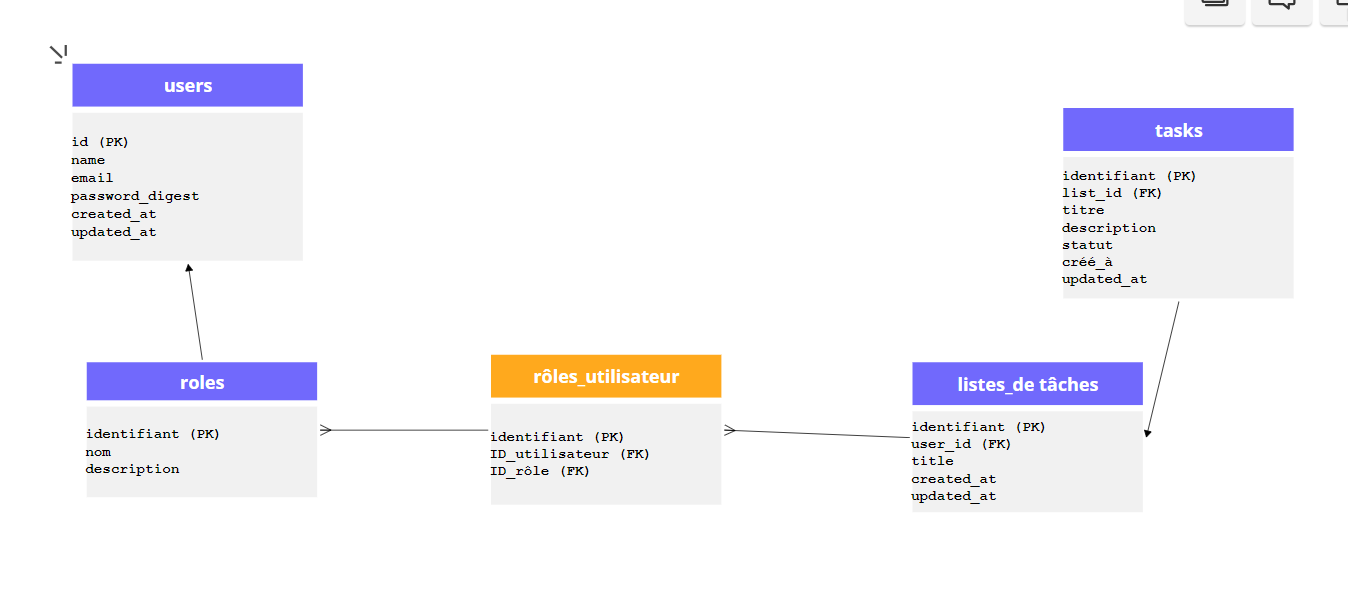 users
id (PK)
name
email
password_digest
created_at
updated_at
tasks
identifiant (PK)
list_id (FK)
titre
description
statut
créé_à
updated_at
roles
identifiant (PK)
nom
description
rôles_utilisateur
identifiant (PK)
ID_utilisateur (FK)
ID_rôle (FK)
listes_de tâches
identifiant (PK)
user_id (FK)
title
created_at
updated_at